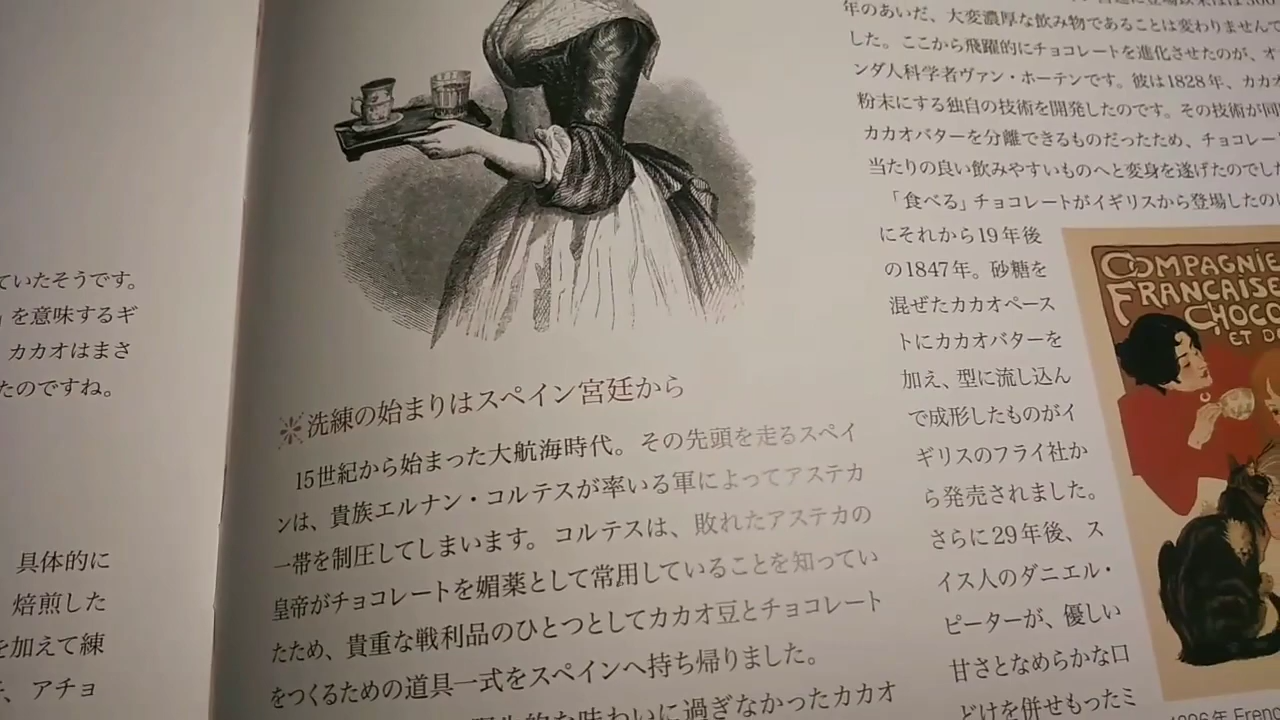 ていたそうです。
を意味するギ
カカオはまさ
たのですね。
具体的に
焙煎した
を加えて練
、アチョ
洗練の始まりはスペイン宮廷から
15世紀から始まった大航海時代。その先頭を走るスペイ
ンは、貴族エルナン・コルテスが率いる軍によってアステカ
一帯を制圧してしまいます。コルテスは、敗れたアステカの
皇帝がチョコレートを媚薬として常用していることを知ってい
たため、貴重な戦利品のひとつとしてカカオ豆とチョコレート
をつくるための道具一式をスペインへ持ち帰りました。
な味わいに過ぎなかったカカオ
年のあいだ、大変濃厚な飲み物であることは変わりませんで
した。ここから飛躍的にチョコレートを進化させたのが、オ
ンダ人科学者ヴァン・ホーテンです。彼は1828年、カカオ
粉末にする独自の技術を開発したのです。その技術が同
カカオバターを分離できるものだったため、チョコレー
当たりの良い飲みやすいものへと変身を遂げたのでした
「食べる」チョコレートがイギリスから登場したのは
にそれから19年後
の1847年。砂糖を
混ぜたカカオペース
トにカカオバターを
加え、型に流し込ん
で成形したものがイ
ギリスのフライ社か
ら発売されました。
さらに29年後、ス
イス人のダニエル・
ピーターが、優しい
甘さとなめらかな口
どけを併せもったミ
COMPAGNIE
FRANÇAISE
CHOCO
ET D